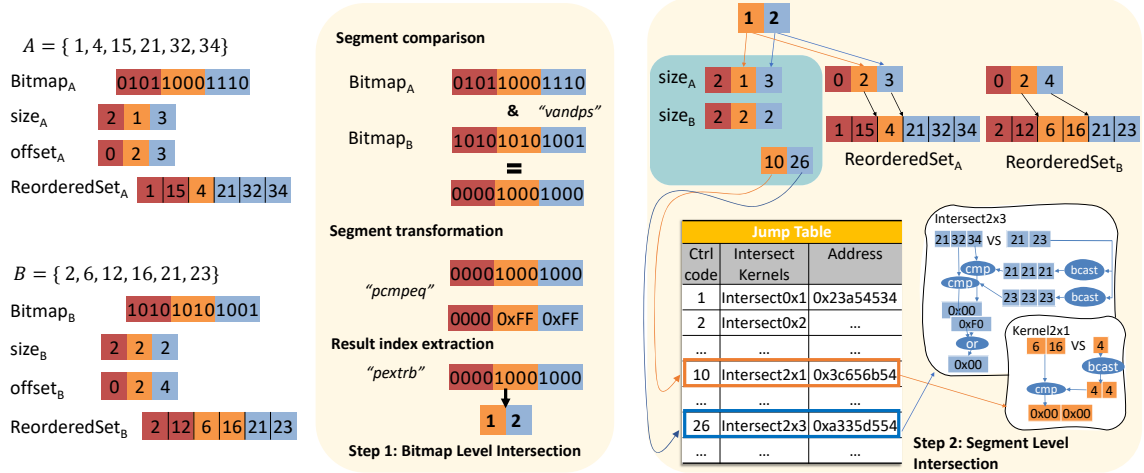 A = { 1, 4, 15, 21, 32, 34}
Bitmap_A 0101 1000 1110
size_A 2 1 3
offset_A 0 2 3
ReorderedSet_A 1 15 4 21 32 34
B = { 2, 6, 12, 16, 21, 23}
Bitmap_B 1010 1010 1001
size_B 2 2 2
offset_B 0 2 4
ReorderedSet_B 2 12 6 16 21 23
Segment comparison
Bitmap_A 0101 1000 1110
& “vandps”
Bitmap_B 1010 1010 1001
=
0000 1000 1000
Segment transformation
0000 1000 1000
“pcmpeq”
0000 0xFF 0xFF
Result index extraction
“pextrb” 0000 1000 1000
1 2
Step 1: Bitmap Level Intersection
1 2
size_A 2 1 3
size_B 2 2 2
10 26
0 2 3
1 15 4 21 32 34
ReorderedSet_A
0 2 4
2 12 6 16 21 23
ReorderedSet_B
Jump Table
Ctrl code Intersect Kernels Address
1 Intersect0x1 0x23a54534
2 Intersect0x2 ...
... ... ...
10 Intersect2x1 0x3c656b54
... ... ...
26 Intersect2x3 0xa335d554
... ... ...
Intersect2x3
21 32 34 VS 21 23
cmp 21 21 21 bcast
cmp 23 23 23 bcast
0x00
0xF0
or
0x00
Kernel2x1
6 16 VS 4
bcast
cmp 4 4
0x00 0x00
Step 2: Segment Level
Intersection